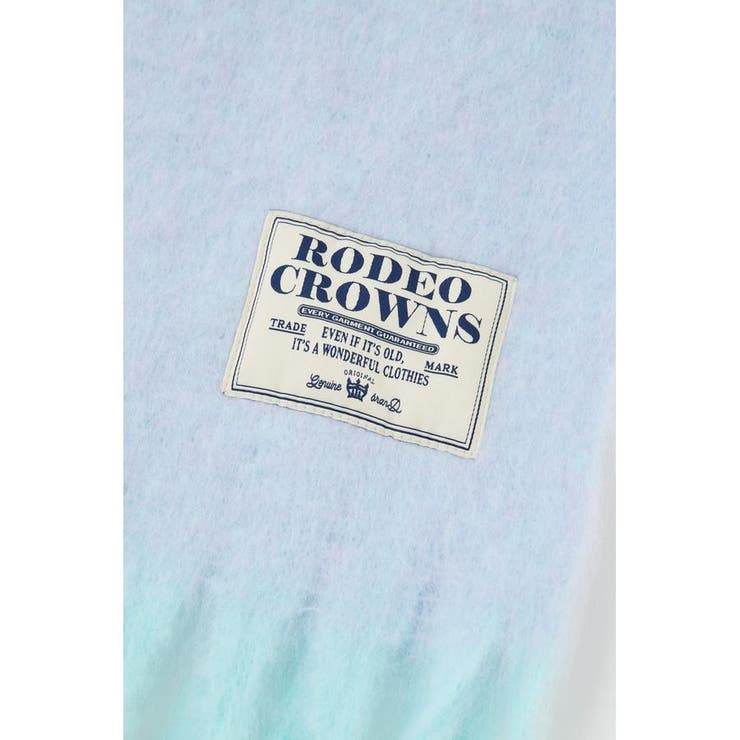 RODEO
CROWNS
EVERY GARMENT GUARANTEED
TRADE EVEN IF IT'S OLD, MARK
IT'S A WONDERFUL CLOTHIES
ORIGINAL
Genuine branD